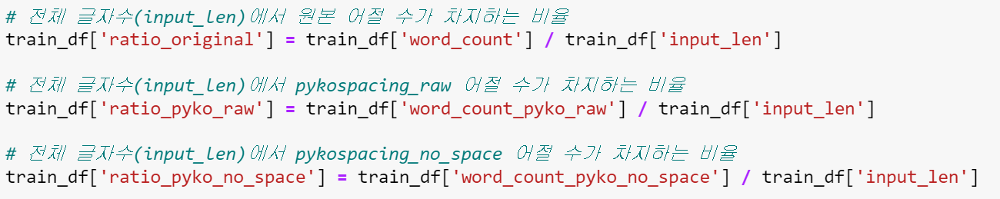 # 전체 글자수(input_len)에서 원본 어절 수가 차지하는 비율
train_df['ratio_original'] = train_df['word_count'] / train_df['input_len']
# 전체 글자수(input_len)에서 pykospacing_raw 어절 수가 차지하는 비율
train_df['ratio_pyko_raw'] = train_df['word_count_pyko_raw'] / train_df['input_len']
# 전체 글자수(input_len)에서 pykospacing_no_space 어절 수가 차지하는 비율
train_df['ratio_pyko_no_space'] = train_df['word_count_pyko_no_space'] / train_df['input_len']